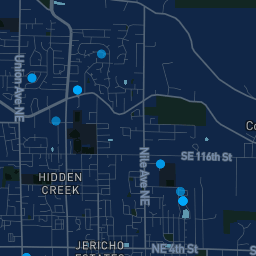 Union Ave NE
Nile Ave NE
Co
SE 116th St
HIDDEN
CREEK
JERICHO
ESTATES
NE 4th St
S